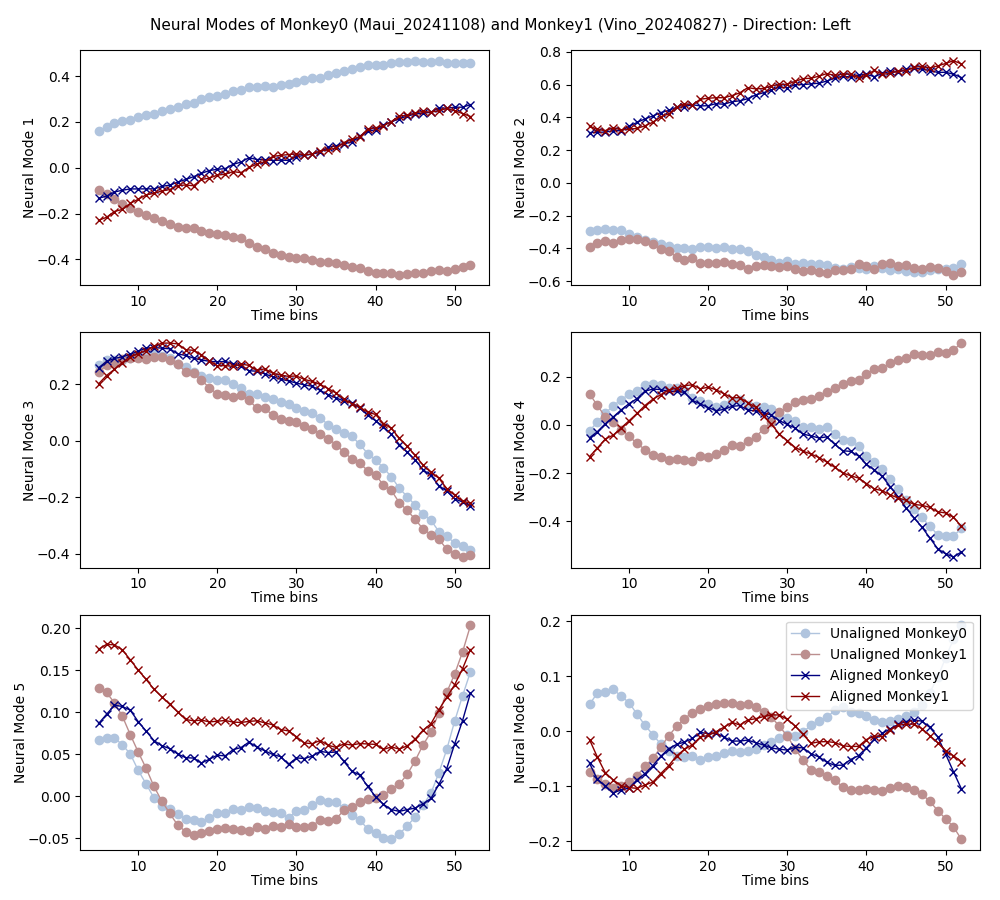 Neural Modes of Monkey0 (Maui_20241108) and Monkey1 (Vino_20240827) - Direction: Left
Neural Mode 1
0.4
0.2
0.0
−0.2
−0.4
10 20 30 40 50
Time bins
Neural Mode 2
0.8
0.6
0.4
0.2
0.0
−0.2
−0.4
−0.6
10 20 30 40 50
Time bins
Neural Mode 3
0.2
0.0
−0.2
−0.4
10 20 30 40 50
Time bins
Neural Mode 4
0.2
0.0
−0.2
−0.4
10 20 30 40 50
Time bins
Neural Mode 5
0.20
0.15
0.10
0.05
0.00
−0.05
10 20 30 40 50
Time bins
Neural Mode 6
0.2
0.1
0.0
−0.1
−0.2
10 20 30 40 50
Time bins
Unaligned Monkey0
Unaligned Monkey1
Aligned Monkey0
Aligned Monkey1